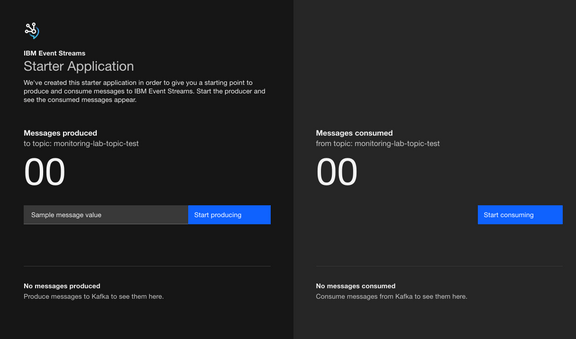 IBM Event Streams
Starter Application
We've created this starter application in order to give you a starting point to
produce and consume messages to IBM Event Streams. Start the producer and
see the consumed messages appear.
Messages produced
to topic: monitoring-lab-topic-test
00
Sample message value
Start producing
No messages produced
Produce messages to Kafka to see them here.
Messages consumed
from topic: monitoring-lab-topic-test
00
Start consuming
No messages consumed
Consume messages from Kafka to see them here.